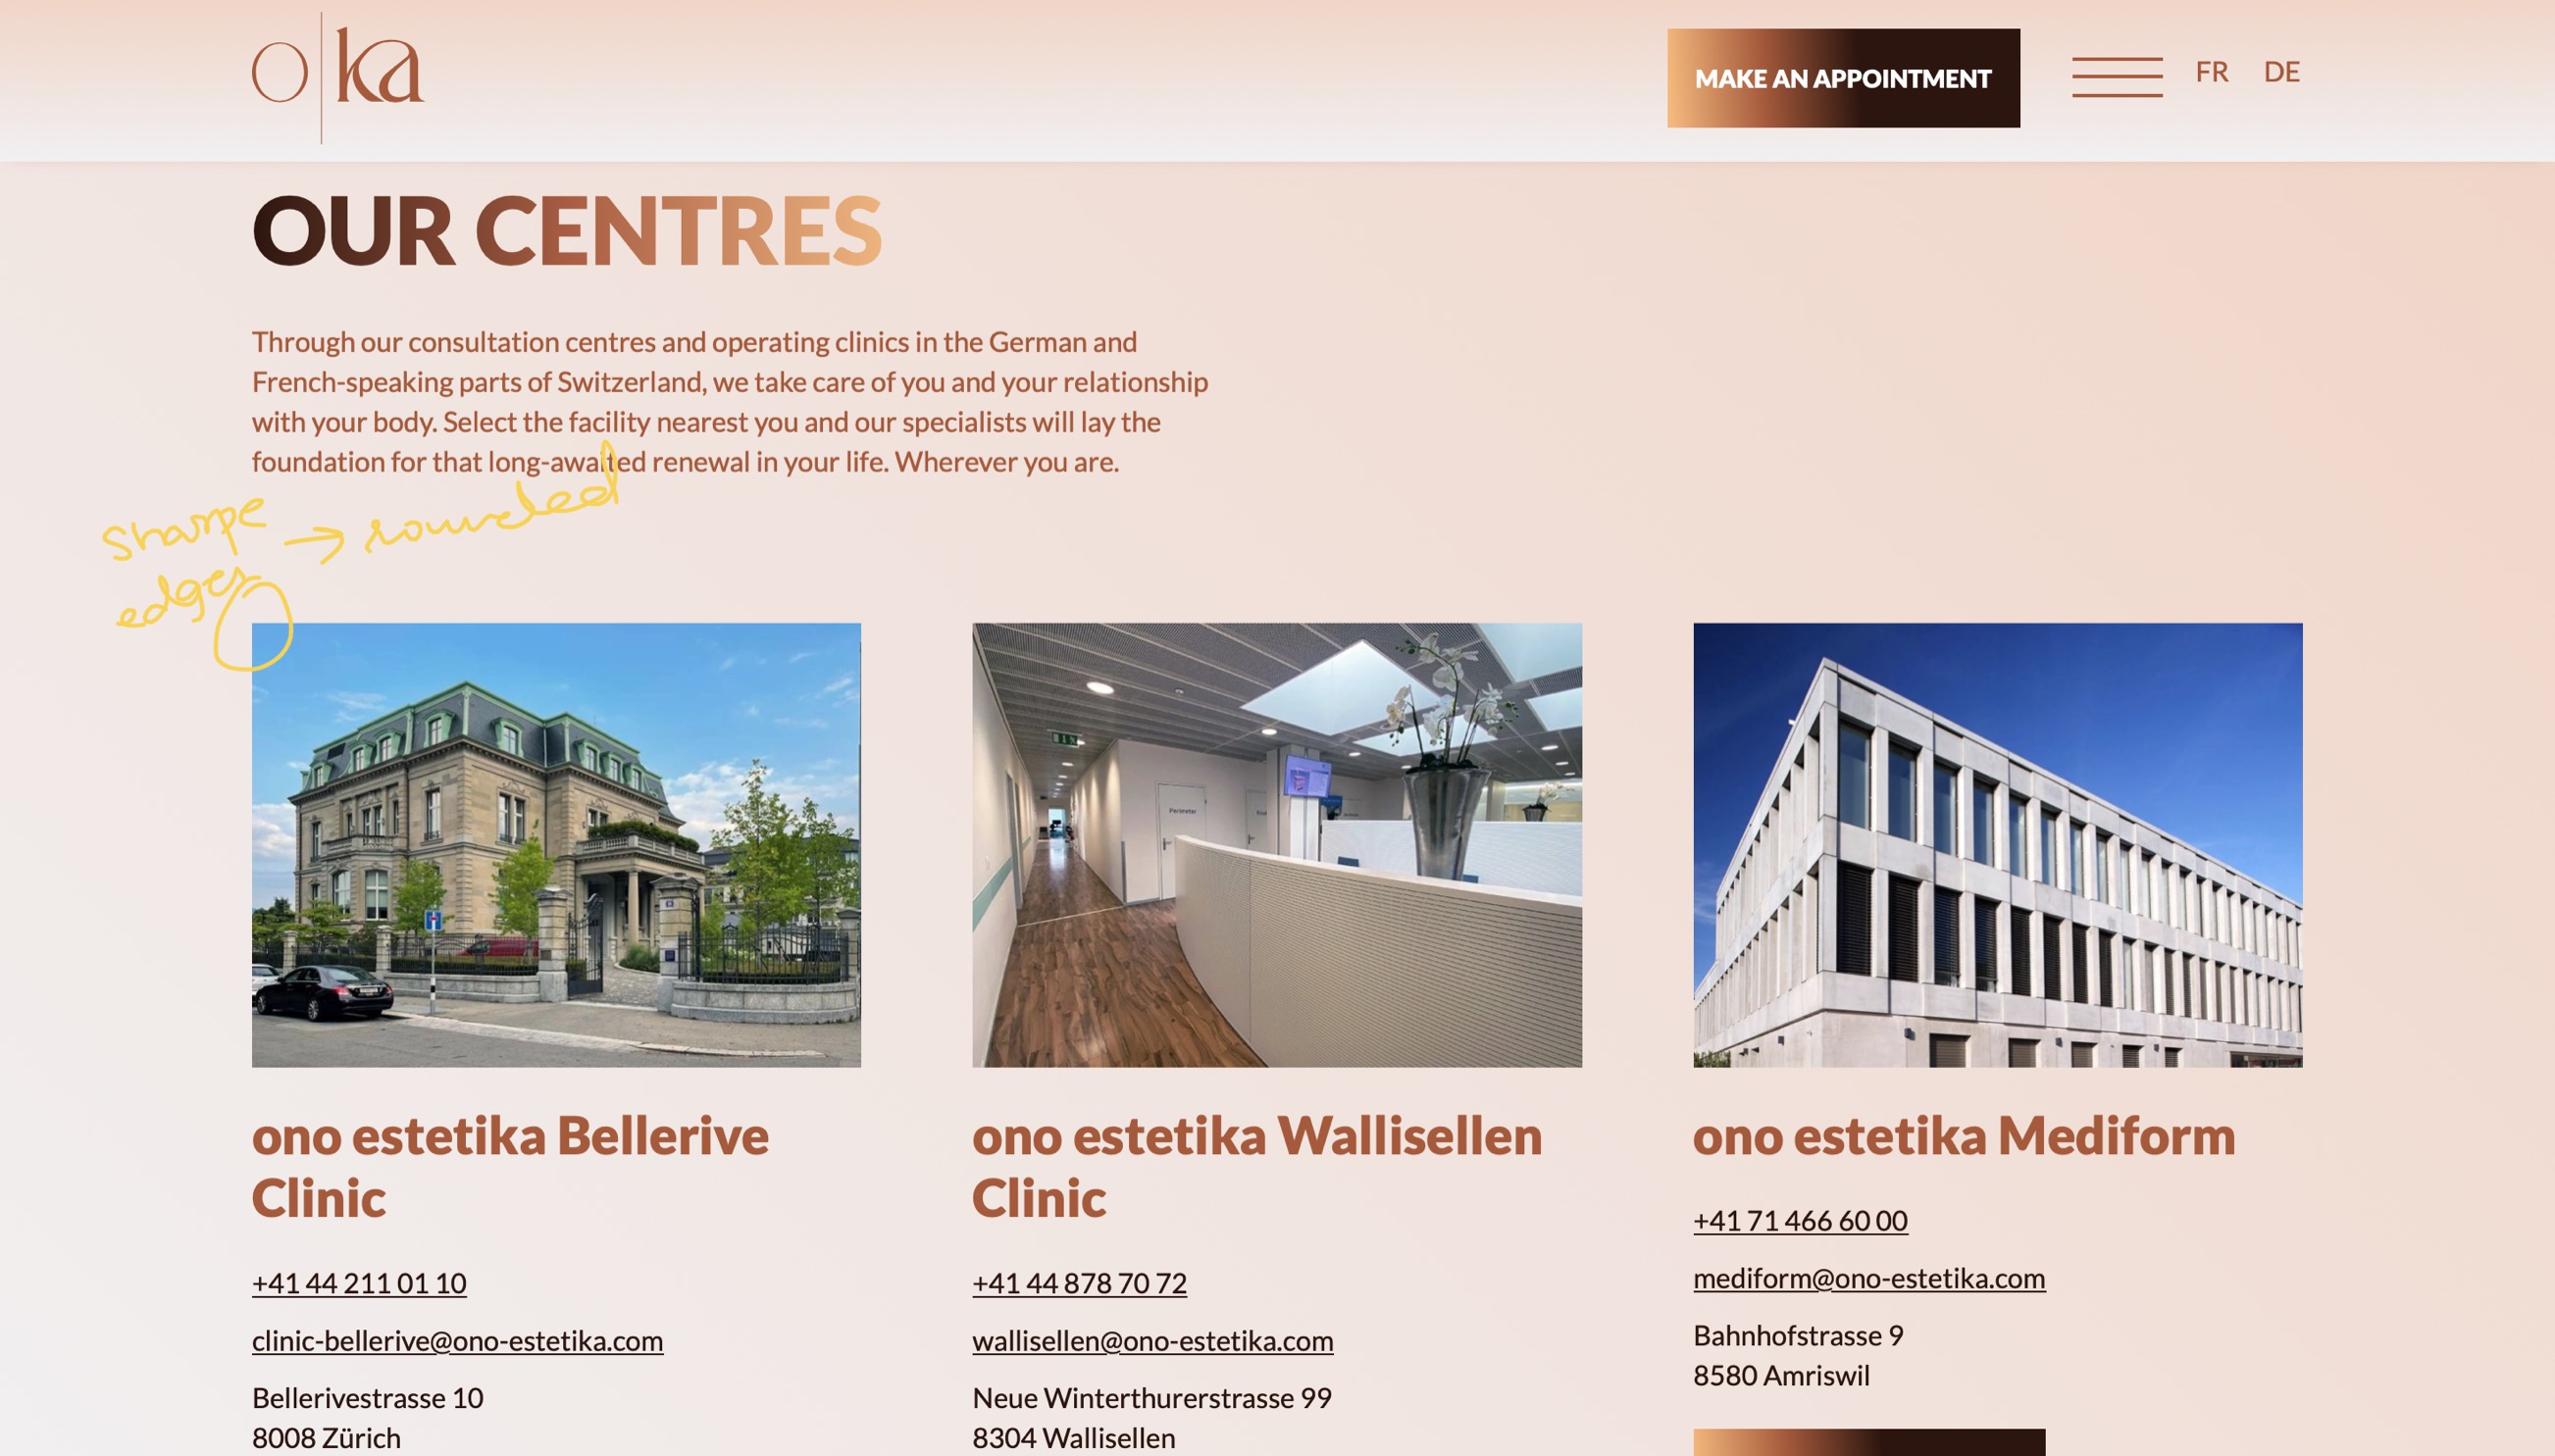 o ka
MAKE AN APPOINTMENT
FR DE
OUR CENTRES
Through our consultation centres and operating clinics in the German and
French-speaking parts of Switzerland, we take care of you and your relationship
with your body. Select the facility nearest you and our specialists will lay the
foundation for that long-awaited renewal in your life. Wherever you are.
Sharpe
edges
→ rounded
Perimeter
ono estetika Bellerive
Clinic
+41 44 211 01 10
clinic-bellerive@ono-estetika.com
Bellerivestrasse 10
8008 Zürich
ono estetika Wallisellen
Clinic
+41 44 878 70 72
wallisellen@ono-estetika.com
Neue Winterthurerstrasse 99
8304 Wallisellen
ono estetika Mediform
+41 71 466 60 00
mediform@ono-estetika.com
Bahnhofstrasse 9
8580 Amriswil